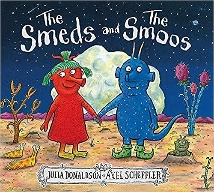 The Smeds and The Smoos
JULIA DONALDSON • AXEL SCHEFFLER